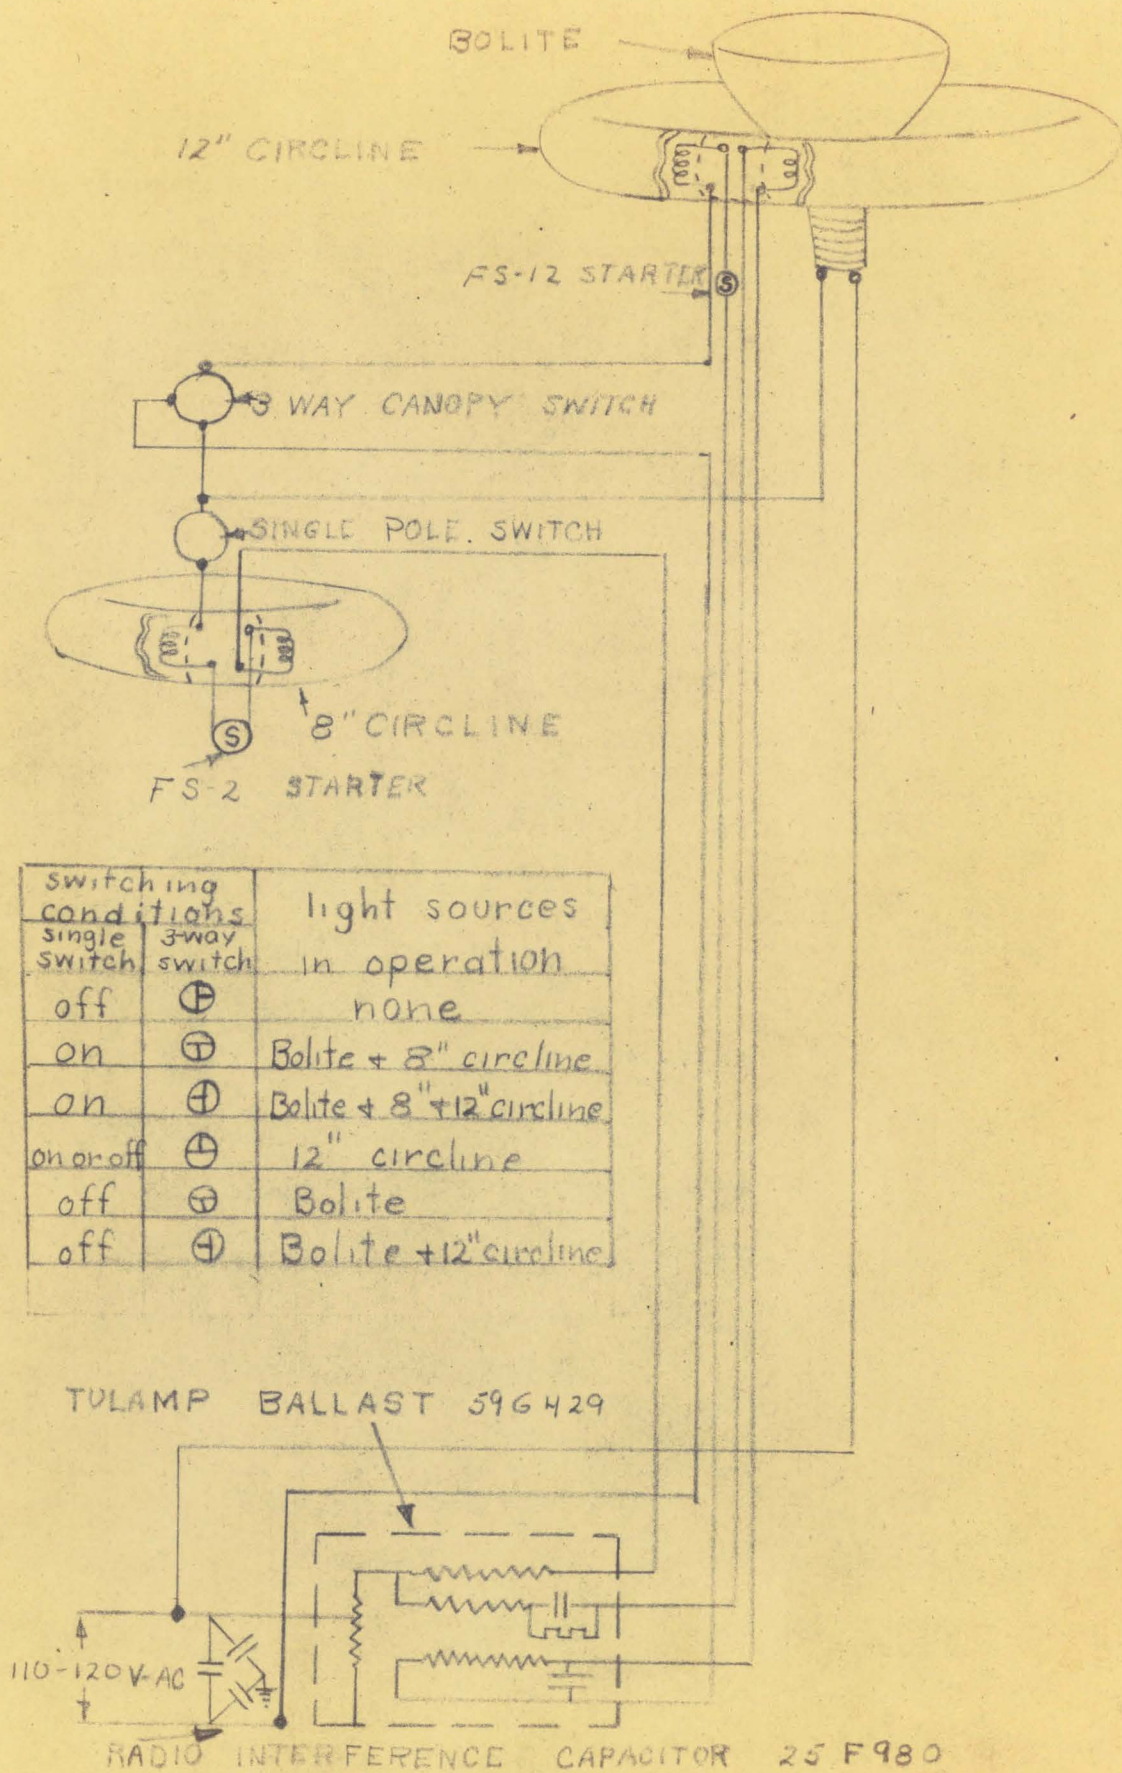 BOLITE
12" CIRCLINE
FS-12 STARTER
S
3 WAY CANOPY SWITCH
SINGLE POLE. SWITCH
8" CIRCLINE
S
FS-2 STARTER
switching
conditions
light sources
in operation
single
switch
3-way
switch
off
none
on
Bolite + 8" circline
on
Bolite + 8" + 12" circline
on or off
12" circline
off
Bolite
off
Bolite + 12" circline
TULAMP BALLAST 59G429
110-120V-AC
RADIO INTERFERENCE CAPACITOR 25F980